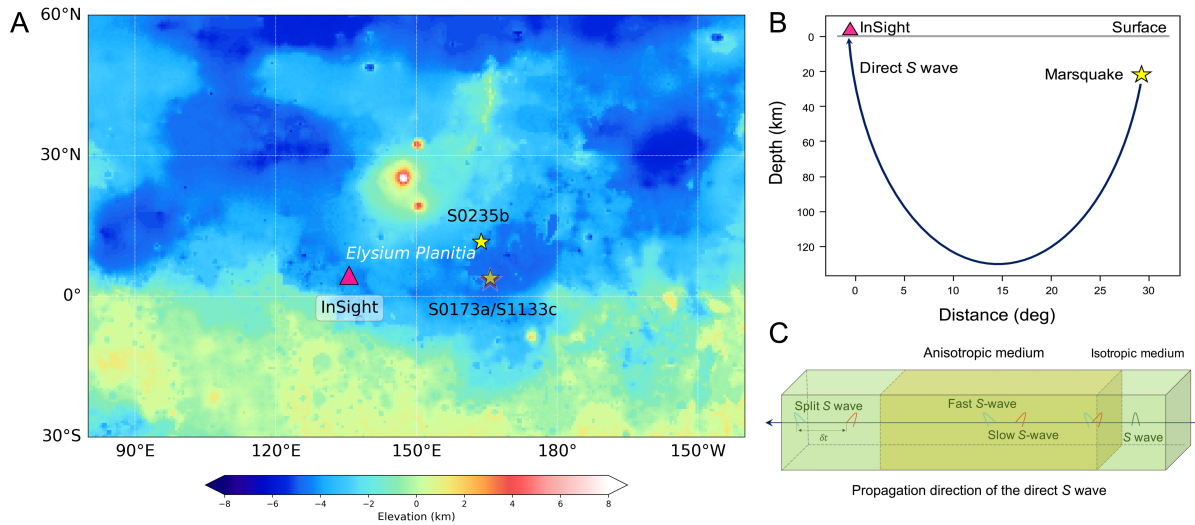 A
60°N
30°N
0°
30°S
S0235b
Elysium Planitia
InSight
S0173a/S1133c
90°E
120°E
150°E
180°
150°W
−8
−6
−4
−2
0
2
4
6
8
Elevation (km)
B
InSight
Surface
Direct S wave
Marsquake
0
20
40
60
80
100
120
Depth (km)
0
5
10
15
20
25
30
Distance (deg)
C
Anisotropic medium
Isotropic medium
Split S wave
Fast S-wave
δt
Slow S-wave
S wave
Propagation direction of the direct S wave